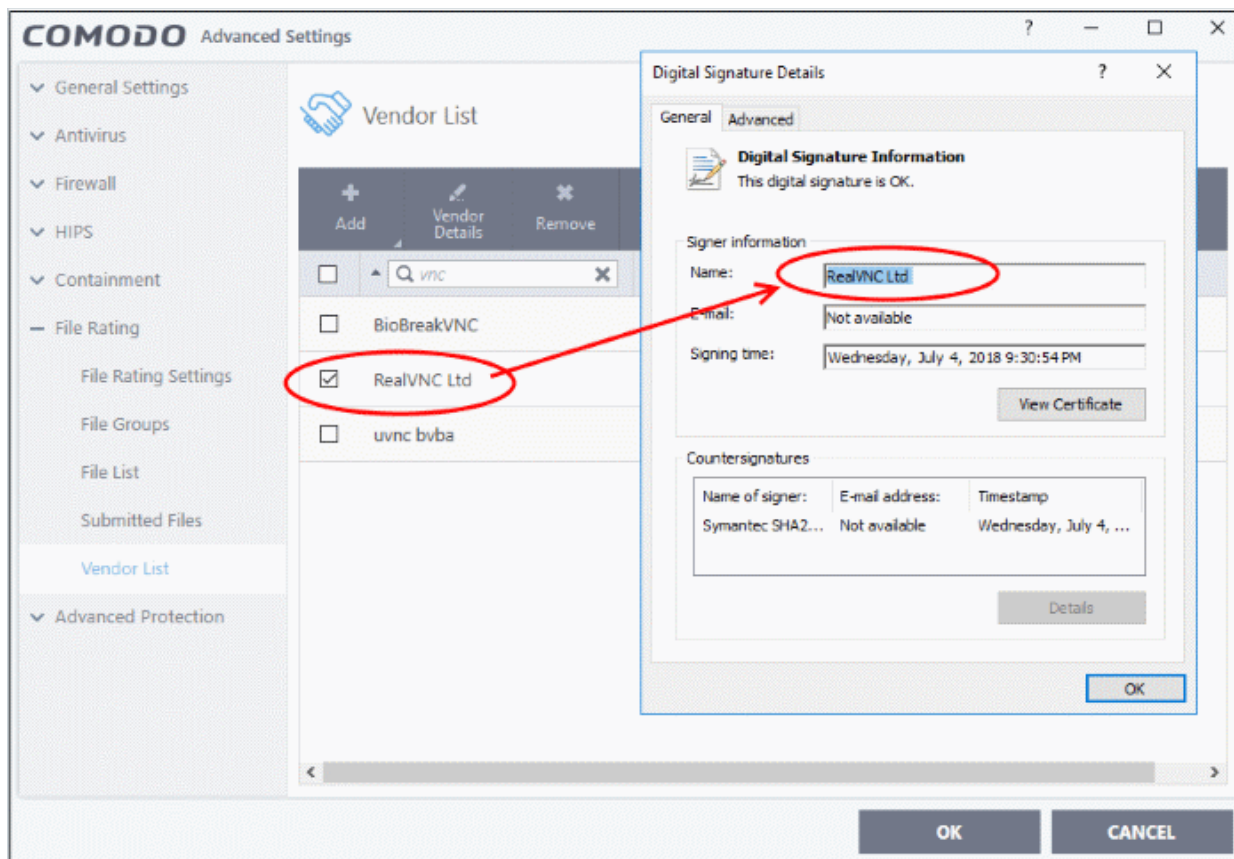 COMODO Advanced Settings
?
General Settings
Antivirus
Firewall
HIPS
Containment
File Rating
File Rating Settings
File Groups
File List
Submitted Files
Vendor List
Advanced Protection
Vendor List
Add
Vendor
Details
Remove
vnc
BioBreakVNC
RealVNC Ltd
uvnc bvba
Digital Signature Details
?
General Advanced
Digital Signature Information
This digital signature is OK.
Signer information
Name: RealVNC Ltd
E-mail: Not available
Signing time: Wednesday, July 4, 2018 9:30:54 PM
View Certificate
Countersignatures
Name of signer: E-mail address: Timestamp
Symantec SHA2... Not available Wednesday, July 4, ...
Details
OK
OK CANCEL